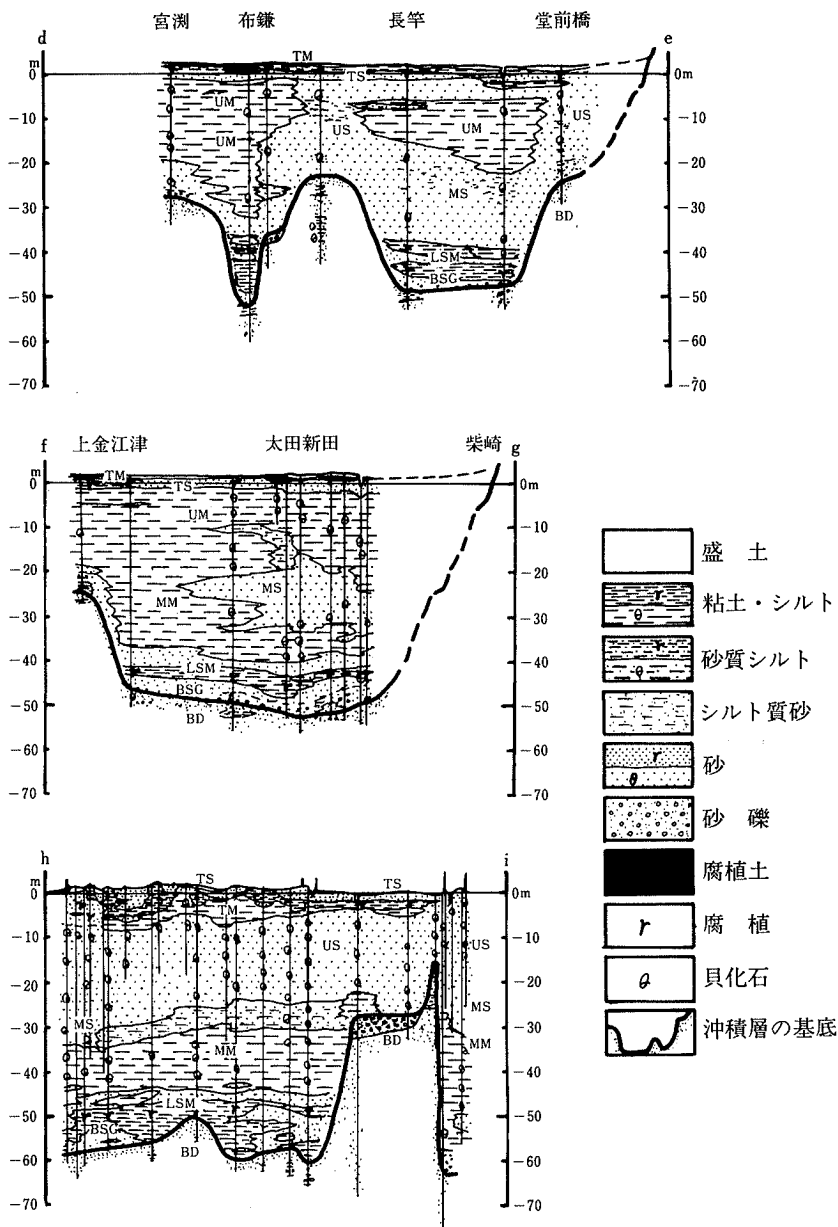 宮渕 布鎌 長竿 堂前橋
d e
m TM
0 TS 0m
-10 UM UM US -10
US
UM
-20 -20
MS
-30 BD -30
-40 -40
LSM
BSG
-50 -50
-60 -60
-70 -70
上金江津 太田新田 柴崎
f g
m TM
0 TS 0m
UM
-10 -10
-20 MS -20
MM
-30 -30
-40 LSM -40
BSG
-50 BD -50
-60 -60
-70 -70
h i
m TS TS
0 0m
TM
-10 US US -10
-20 -20
MS MS
-30 BD -30
MM MM
-40 -40
LSM
-50 -50
BSG BD
-60 -60
-70 -70
盛土
r
θ
粘土・シルト
r
θ
砂質シルト
シルト質砂
r
θ
砂
砂礫
腐植土
r 腐植
θ 貝化石
沖積層の基底